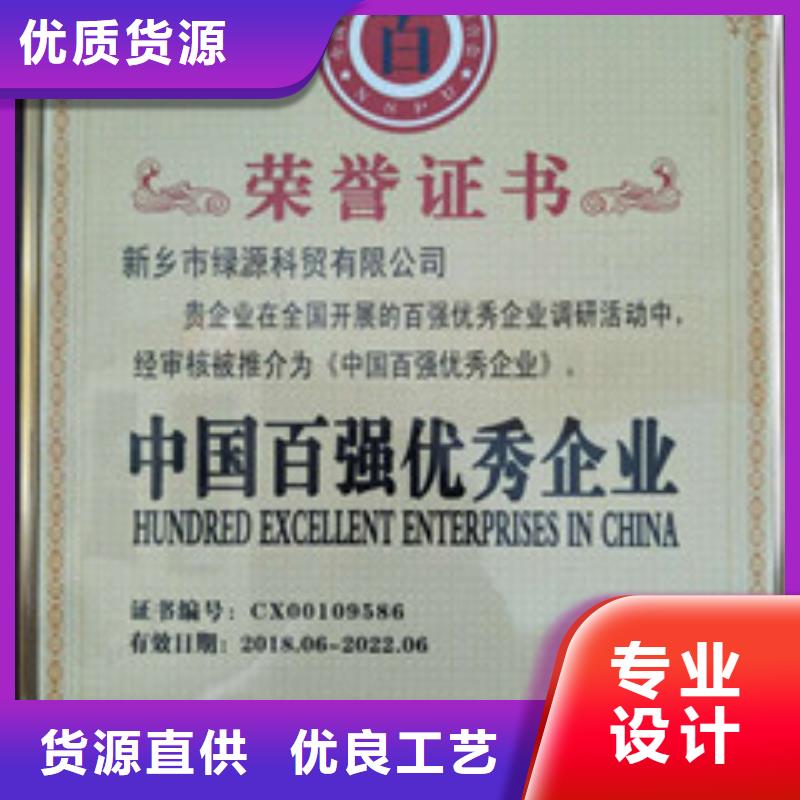 优质货源
百
NSPU
荣誉证书
新乡市绿源科贸有限公司
贵企业在全国开展的百强优秀企业调研活动中,
经审核被推介为《中国百强优秀企业》。
中国百强优秀企业
HUNDRED EXCELLENT ENTERPRISES IN CHINA
证书编号: CX00109586
有效日期: 2018.06-2022.06
专业
设计
货源直供 优良工艺